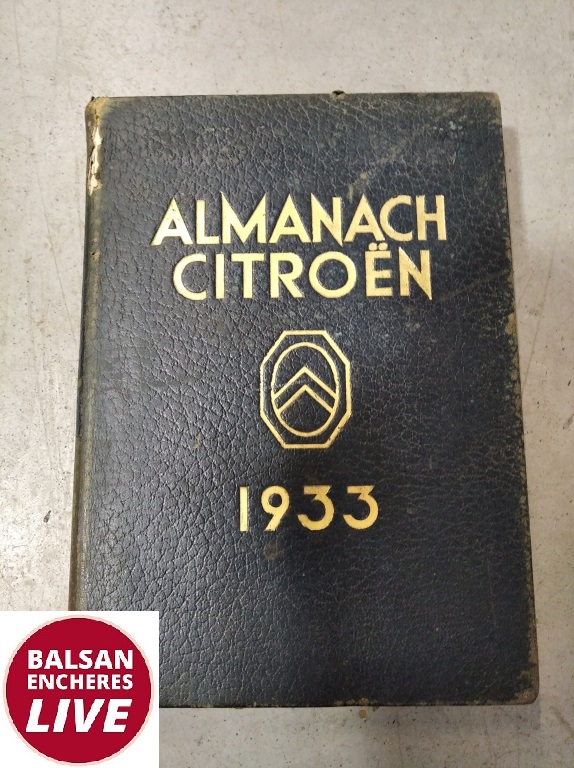 ALMANACH
CITROËN
1933
BALSAN
ENCHERES
LIVE